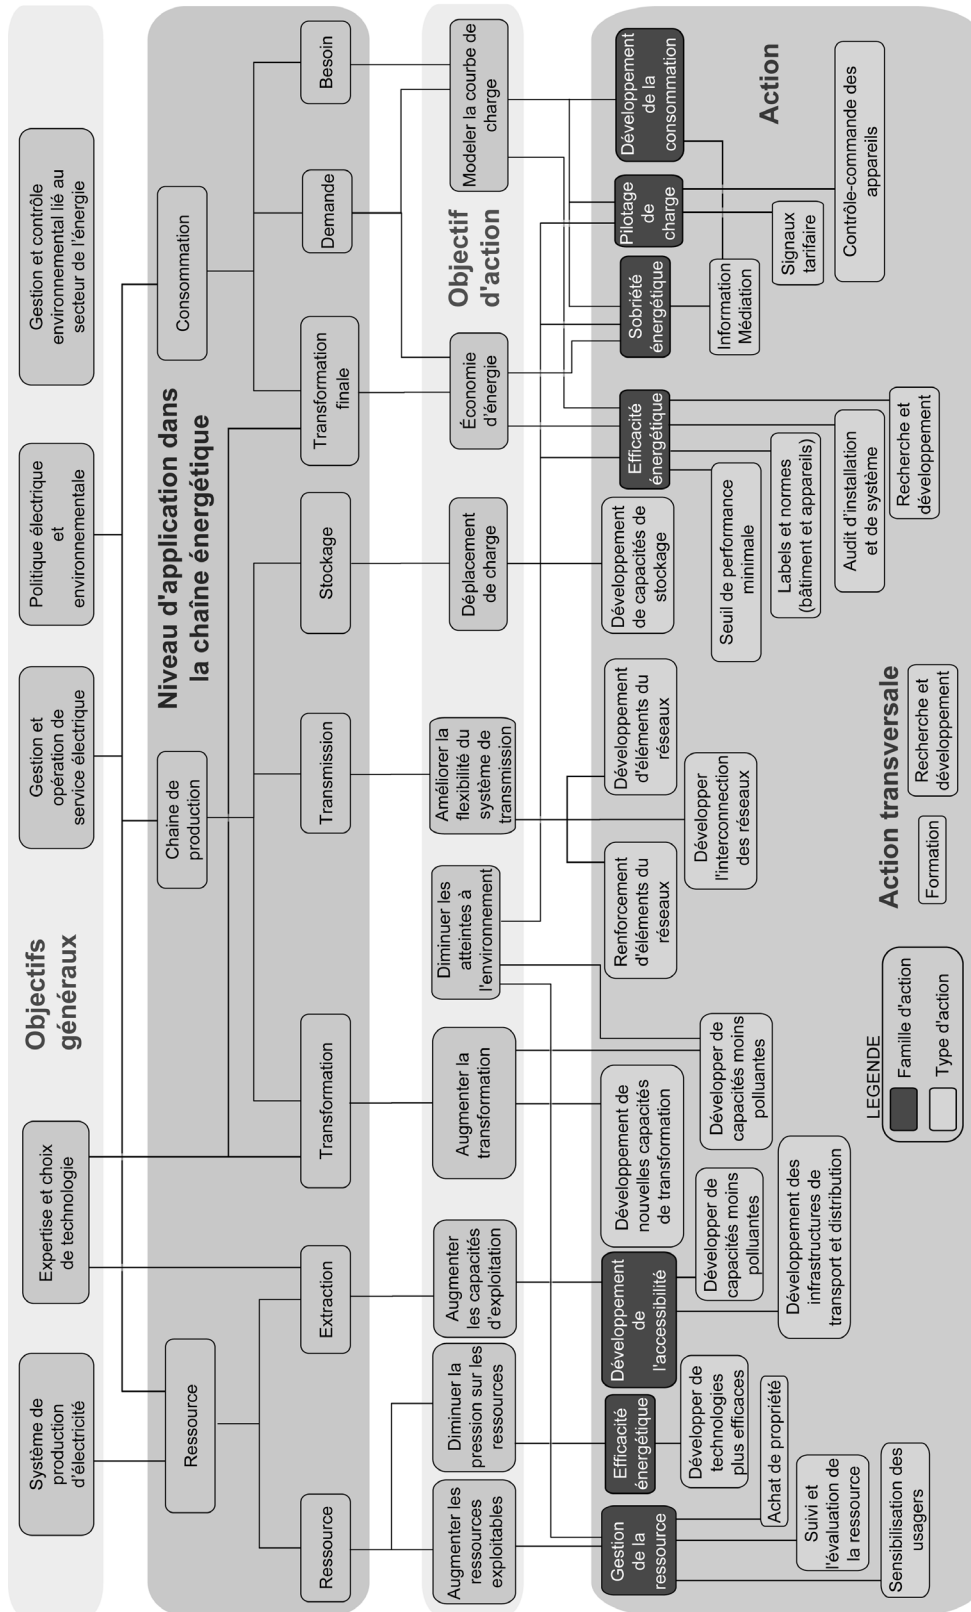 Objectifs
généraux
Système de
production
d'électricité
Expertise et choix
de technologie
Gestion et
opération de
service électrique
Politique électrique
et
environnementale
Gestion et contrôle
environnemental lié au
secteur de l'énergie
Niveau d'application dans
la chaîne énergétique
Ressource
Chaine de
production
Consommation
Ressource
Extraction
Transformation
Transmission
Stockage
Transformation
finale
Demande
Besoin
Objectif
d'action
Augmenter les
ressources
exploitables
Diminuer la
pression sur les
ressources
Augmenter
les capacités
d'exploitation
Augmenter la
transformation
Diminuer les
atteintes à
l'environnement
Améliorer la
flexibilité du
système de
transmission
Déplacement
de charge
Économie
d'énergie
Modeler la courbe de
charge
Action
Gestion
de la
ressource
Efficacité
énergétique
Développement
de
l'accessibilité
Développement de
nouvelles capacités
de transformation
Renforcement
d'éléments du
réseaux
Développement
d'éléments du
réseaux
Développement
de capacités de
stockage
Efficacité
énergétique
Sobriété
énergétique
Pilotage
de
charge
Développement
de la
consommation
Développer de
technologies
plus efficaces
Développer de
capacités moins
polluantes
Développer de
capacités moins
polluantes
Développer
l'interconnection
des réseaux
Seuil de performance
minimale
Information
Médiation
Achat de propriété
Développement des
infrastructures de
transport et distribution
Labels et normes
(bâtiment et appareils)
Signaux
tarifaire
Suivi et
l'évaluation de
la ressource
Audit d'installation
et de système
Contrôle-commande des
appareils
Sensibilisation des
usagers
Recherche et
développement
LEGENDE
Famille d'action
Type d'action
Action transversale
Formation
Recherche et
développement